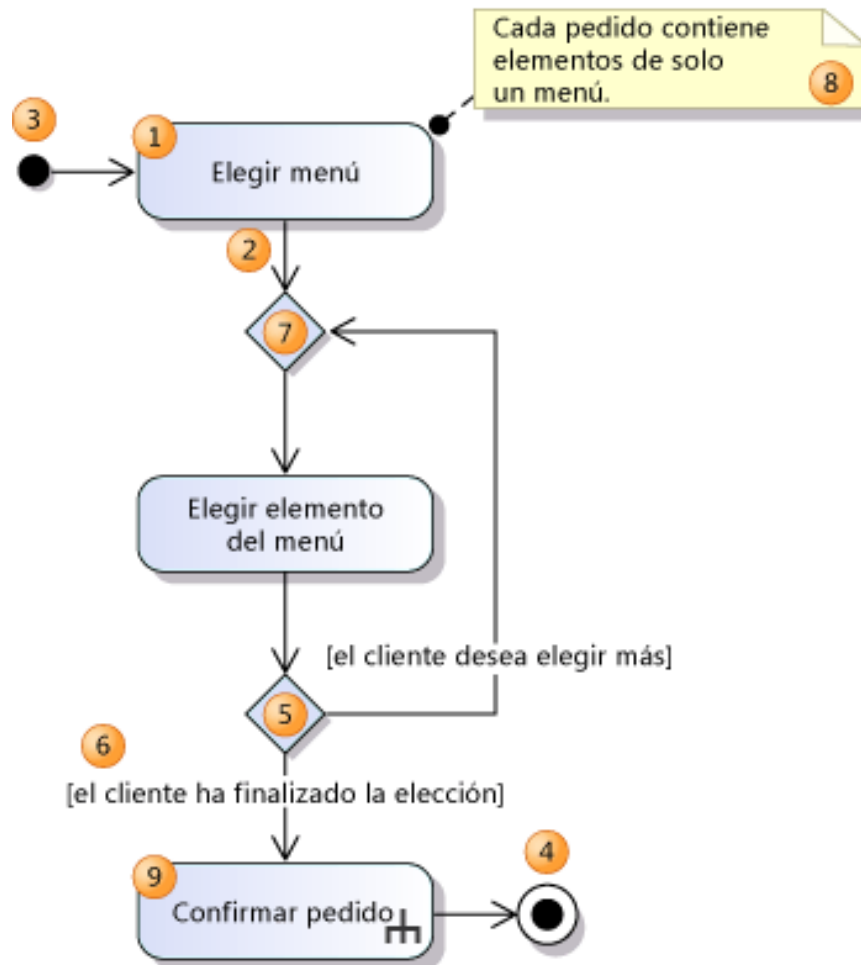 Cada pedido contiene
elementos de solo
un menú.
8
3
1
Elegir menú
2
7
Elegir elemento
del menú
[el cliente desea elegir más]
5
6
[el cliente ha finalizado la elección]
4
9
Confirmar pedido